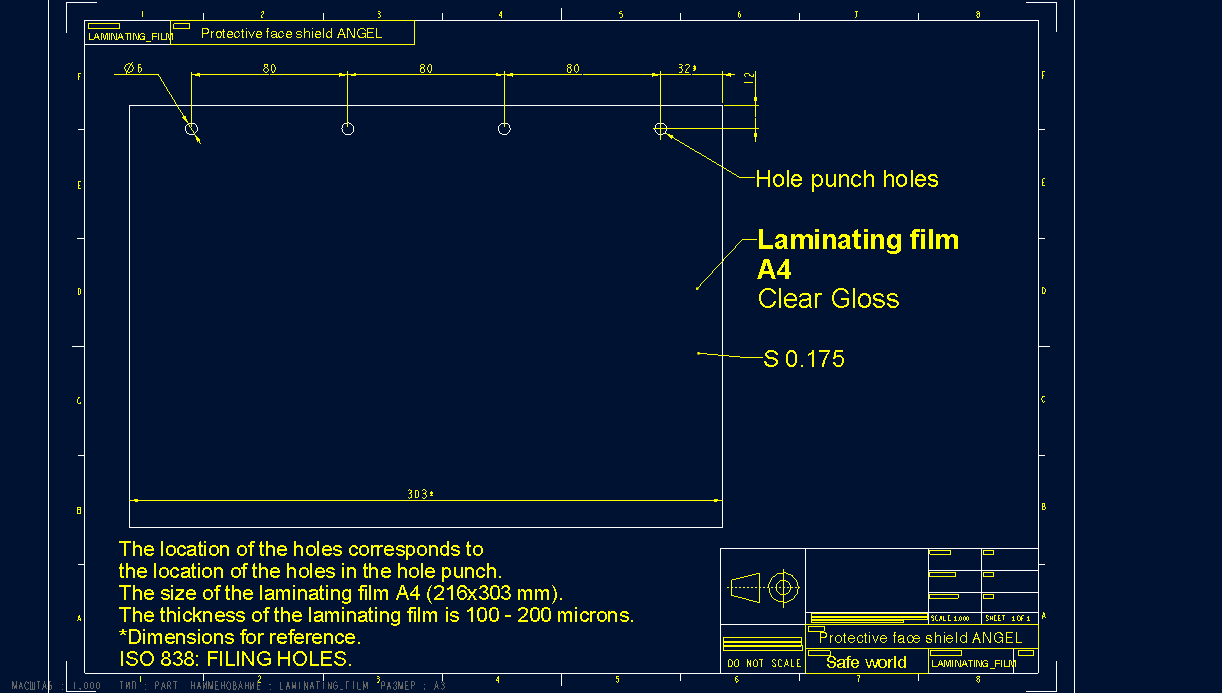 1 2 3 4 5 6 7 8
LAMINATING_FILM
Protective face shield ANGEL
F F
Ø6 80 80 80 32*
12
E E
Hole punch holes
Laminating film
A4
Clear Gloss
D D
S 0.175
C C
303*
B B
The location of the holes corresponds to
the location of the holes in the hole punch.
The size of the laminating film A4 (216x303 mm).
The thickness of the laminating film is 100 - 200 microns.
*Dimensions for reference.
ISO 838: FILING HOLES.
A A
SCALE 1.000 SHEET 1 OF 1
Protective face shield ANGEL
DO NOT SCALE
Safe world
LAMINATING_FILM
1 2 3 4 5 6 7 8
МАСШТАБ : 1.000 ТИП : PART НАИМЕНОВАНИЕ : LAMINATING_FILM РАЗМЕР : A3